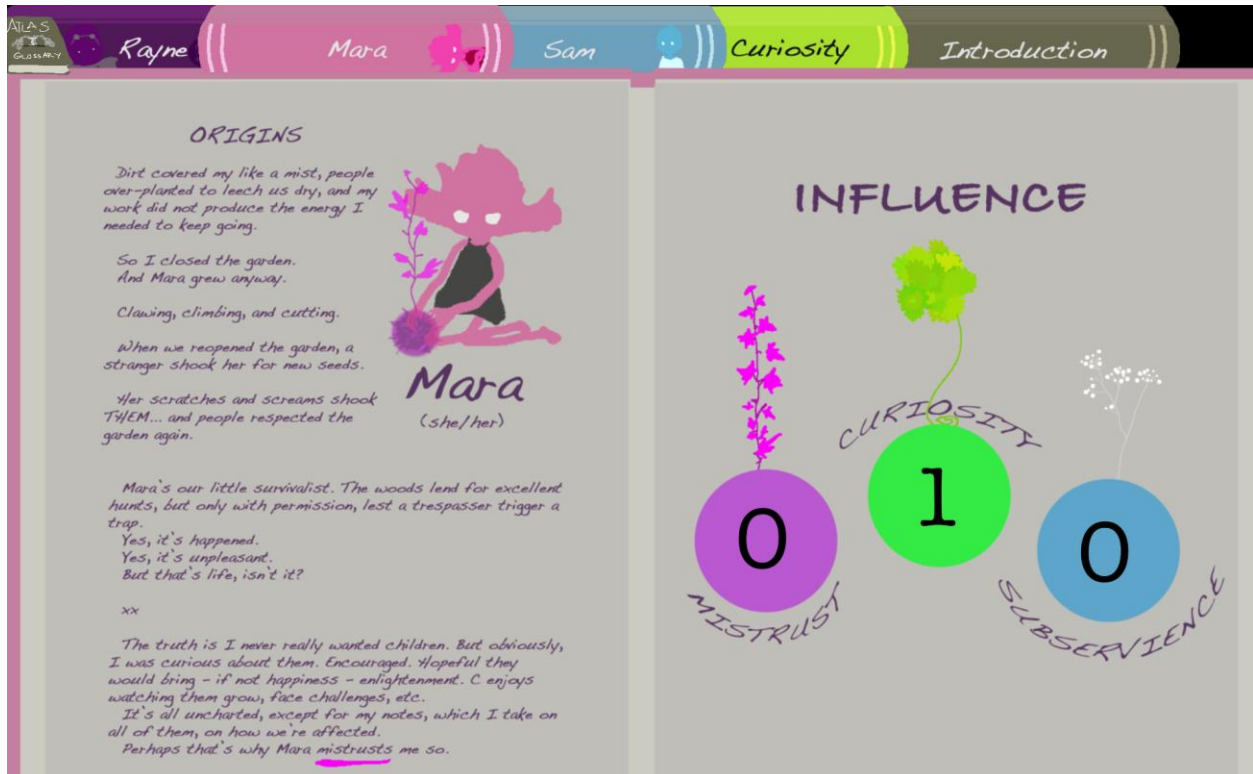 ATLAS
GLOSSARY
Rayne
Mara
Sam
Curiosity
Introduction
ORIGINS
Dirt covered my like a mist, people
over-planted to leech us dry, and my
work did not produce the energy I
needed to keep going.
So I closed the garden.
And Mara grew anyway.
Clawing, climbing, and cutting.
When we reopened the garden, a
stranger shook her for new seeds.
Her scratches and screams shook
THEM... and people respected the
garden again.
Mara
(she/her)
Mara's our little survivalist. The woods lend for excellent
hunts, but only with permission, lest a trespasser trigger a
trap.
Yes, it's happened.
Yes, it's unpleasant.
But that's life, isn't it?
xx
The truth is I never really wanted children. But obviously,
I was curious about them. Encouraged. Hopeful they
would bring - if not happiness - enlightenment. C enjoys
watching them grow, face challenges, etc.
It's all uncharted, except for my notes, which I take on
all of them, on how we're affected.
Perhaps that's why Mara mistrusts me so.
INFLUENCE
CURIOSITY
1
0
MISTRUST
0
SUBSERVIENCE